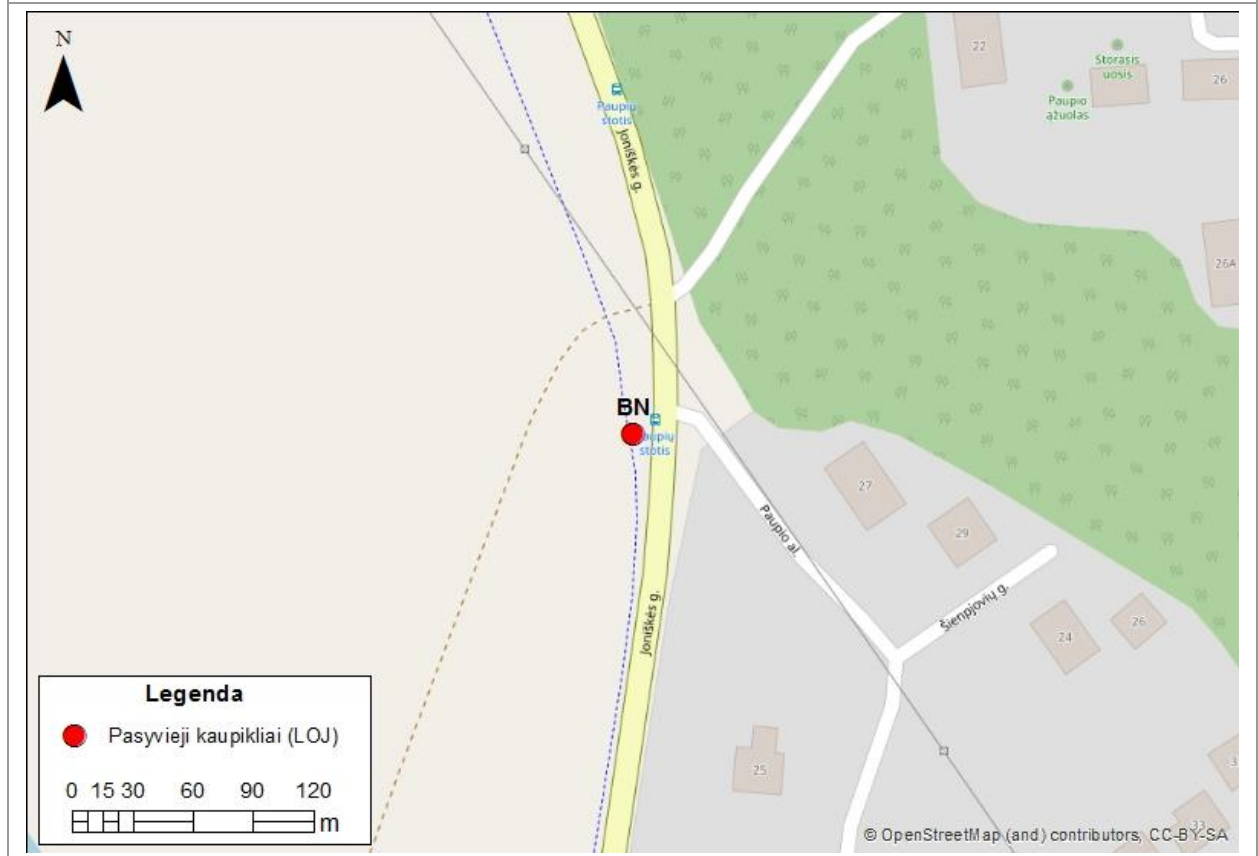 N
22
Storasis
uosis
26
Paupio
ąžuolas
Paupių
stotis
Joniškės g.
26A
BN
stotis
27
29
Paupio al.
Šienpjovių g.
24
26
Joniškės g.
25
33
Legenda
Pasyvieji kaupikliai (LOJ)
0 15 30 60 90 120
m
© OpenStreetMap (and) contributors, CC-BY-SA